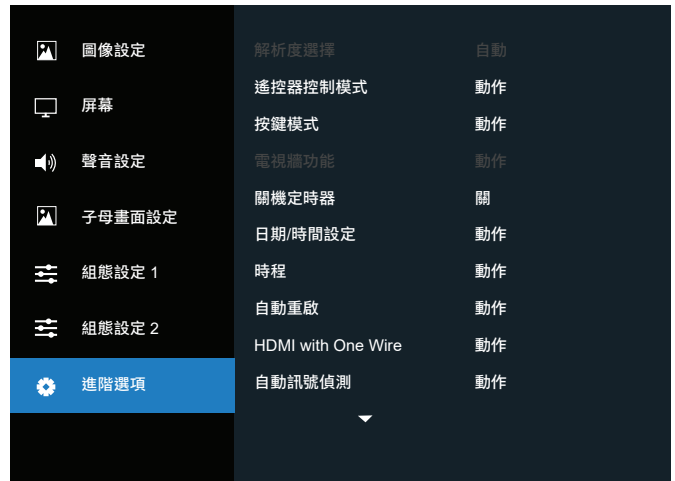 圖像設定
屏幕
聲音設定
子母畫面設定
組態設定 1
組態設定 2
進階選項
解析度選擇 自動
遙控器控制模式 動作
按鍵模式 動作
電視牆功能 動作
關機定時器 關
日期/時間設定 動作
時程 動作
自動重啟 動作
HDMI with One Wire 動作
自動訊號偵測 動作